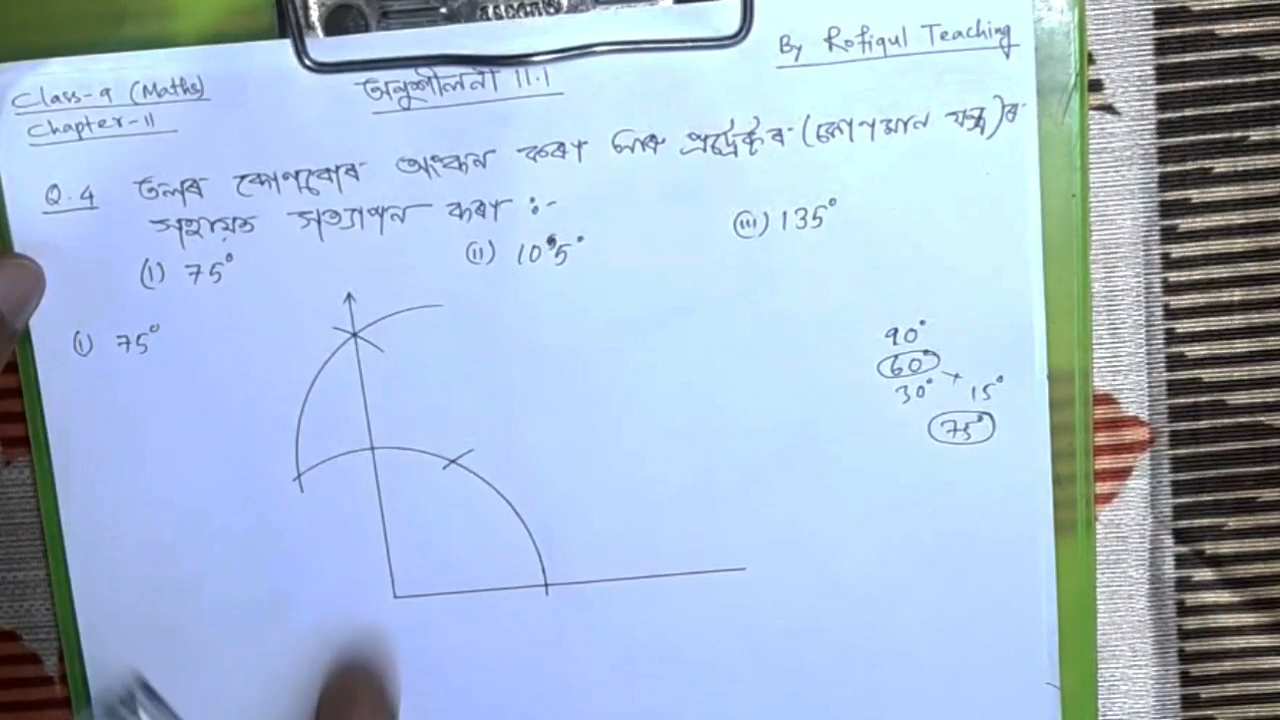 By Rofiqul Teaching
Class-9 (Maths)
অনুশীলনী 11.1
Chapter-11
Q.4 তলৰ কোণবোৰ অংকন কৰা আৰু প্ৰট্ৰেক্টৰ (কোণমান যন্ত্ৰ)ৰ
সহায়ত সত্যাপন কৰা :-
(i) 75° (ii) 105° (iii) 135°
(i) 75°
90°
60°
30° 15°
75°